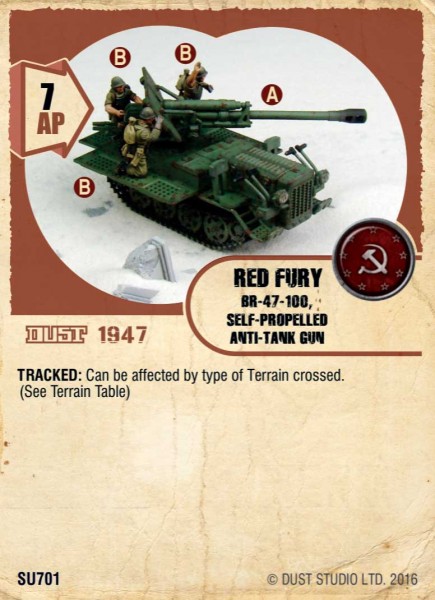 B
B
A
7
AP
B
RED FURY
BR-47-100,
SELF-PROPELLED
ANTI-TANK GUN
DUST 1947
TRACKED: Can be affected by type of Terrain crossed.
(See Terrain Table)
SU701
© DUST STUDIO LTD. 2016